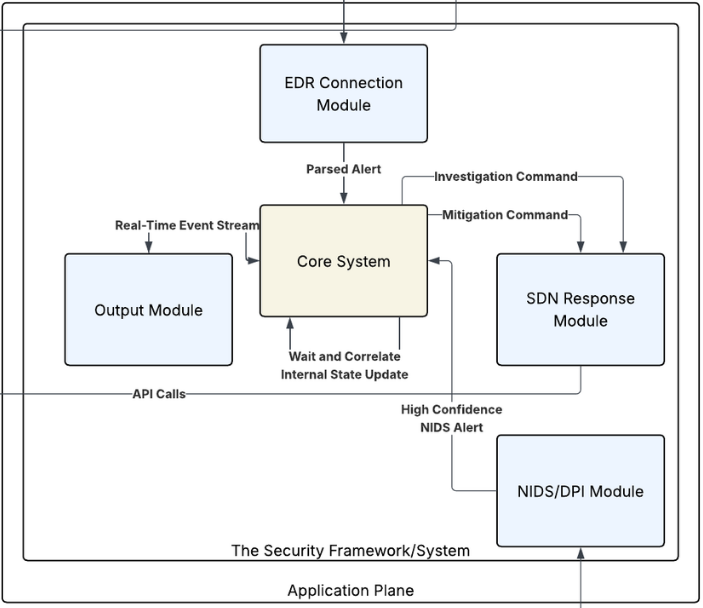 EDR Connection
Module
Parsed Alert
Investigation Command
Mitigation Command
Real-Time Event Stream
Core System
Output Module
SDN Response
Module
Wait and Correlate
Internal State Update
API Calls
High Confidence
NIDS Alert
NIDS/DPI Module
The Security Framework/System
Application Plane